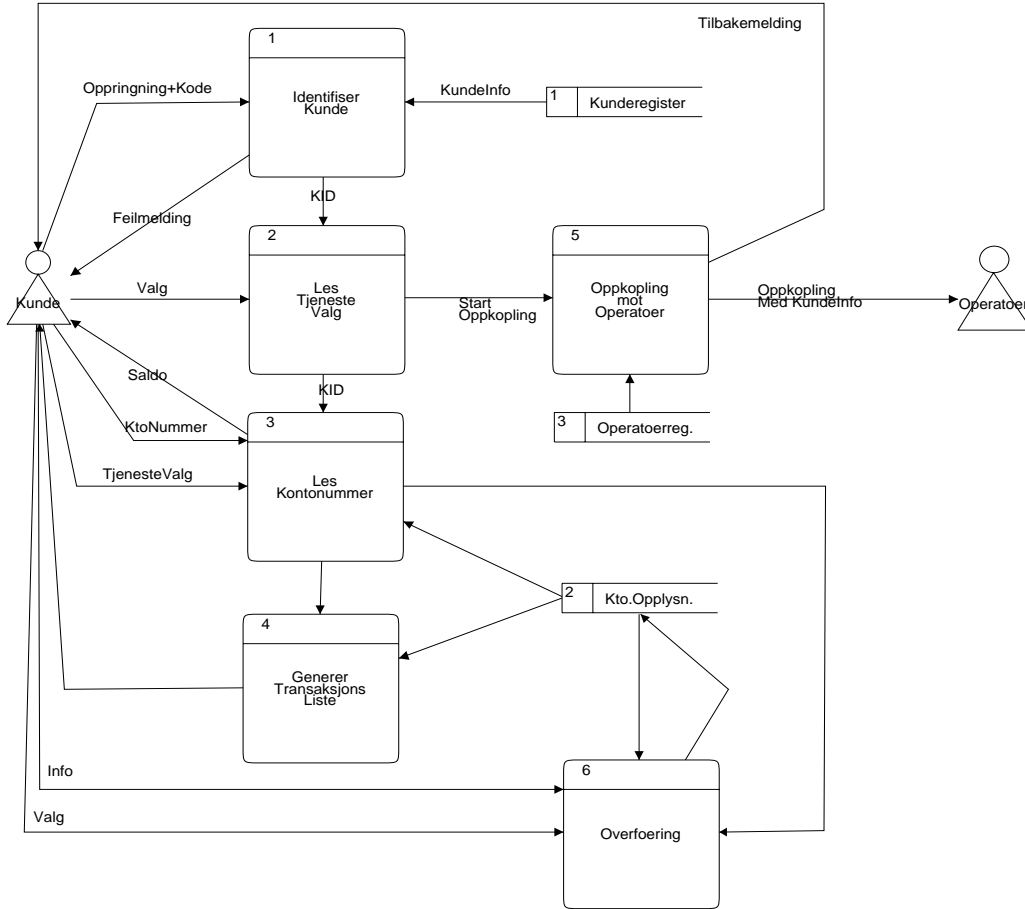 Tilbakemelding
1
Identifiser
Kunde
Oppringning+Kode
KundeInfo
1
Kunderegister
KID
Feilmelding
2
Les
Tjeneste
Valg
5
Oppkopling
mot
Operatoer
Kunde
Valg
Start
Oppkopling
Oppkopling
Med KundeInfo
Operatoer
Saldo
KID
KtoNummer
3
Les
Kontonummer
3
Operatoerreg.
TjenesteValg
2
Kto.Opplysn.
4
Generer
Transaksjons
Liste
Info
6
Overfoering
Valg